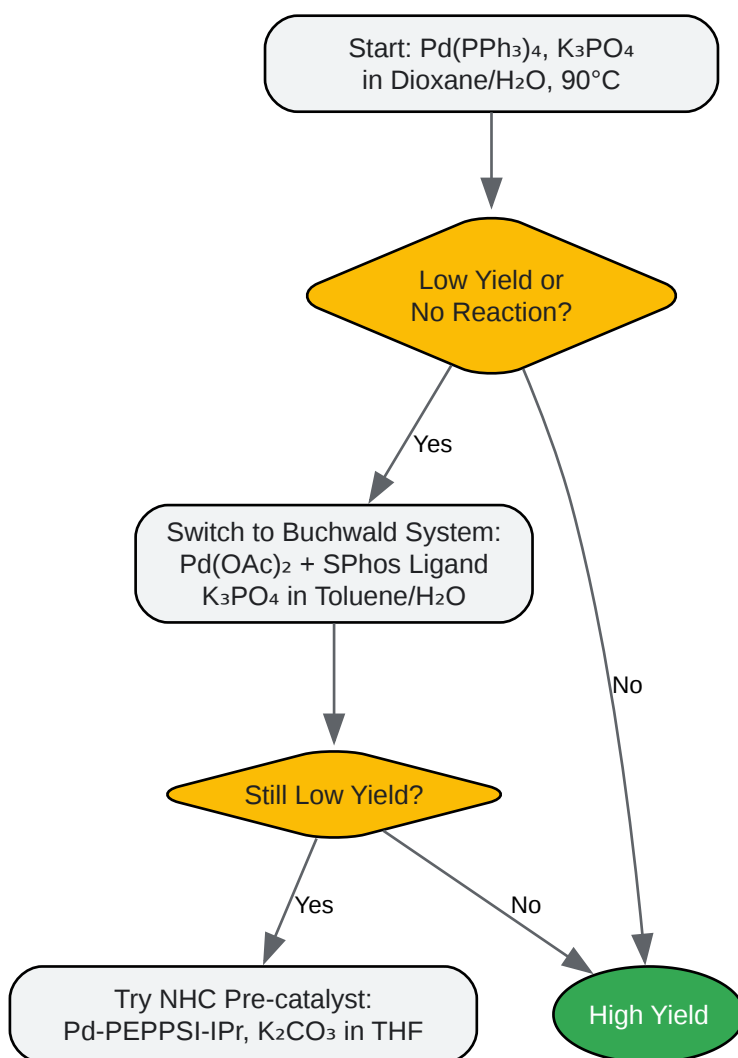 Start: Pd(PPh₃)₄, K₃PO₄
in Dioxane/H₂O, 90°C
Low Yield or
No Reaction?
Yes
Switch to Buchwald System:
Pd(OAc)₂ + SPhos Ligand
K₃PO₄ in Toluene/H₂O
No
Still Low Yield?
Yes
No
Try NHC Pre-catalyst:
Pd-PEPPSI-IPr, K₂CO₃ in THF
High Yield